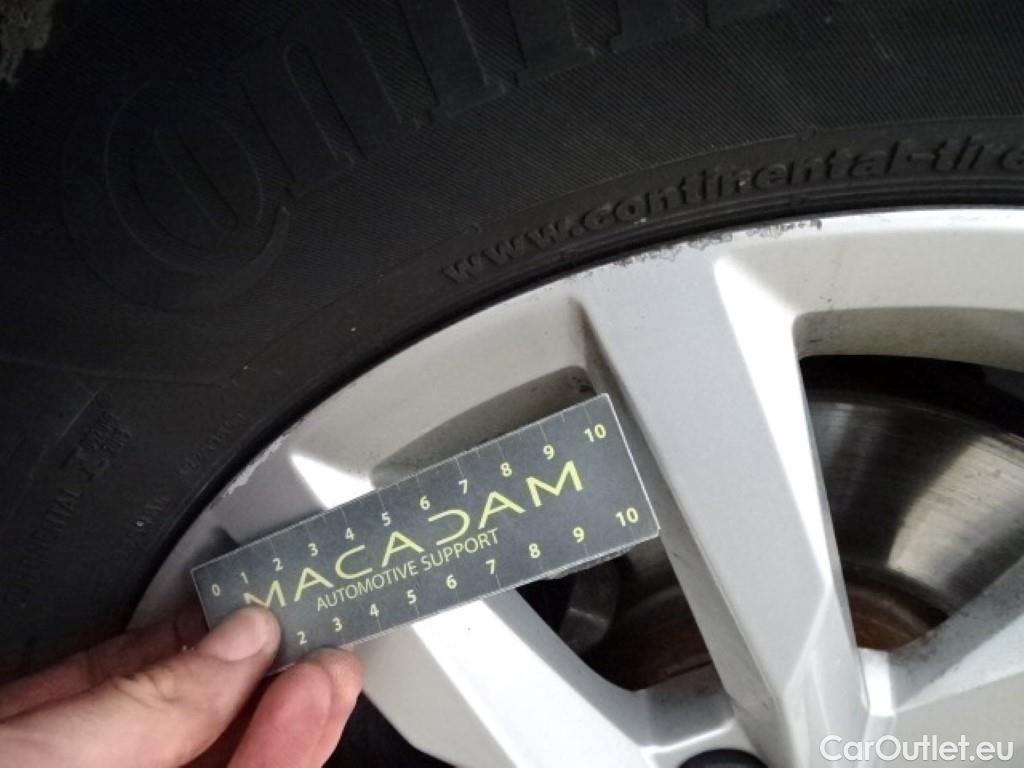 Contin
www.continental-tire
0 1 2 3 4 5 6 7 8 9 10
MACADAM
AUTOMOTIVE SUPPORT
2 3 4 5 6 7 8 9 10
CarOutlet.eu